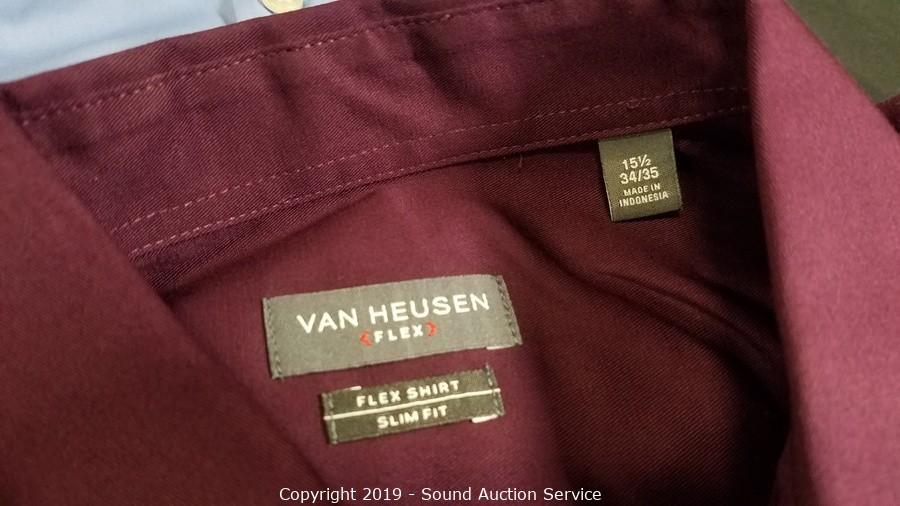 15½
34/35
MADE IN
INDONESIA
VAN HEUSEN
<FLEX>
FLEX SHIRT
SLIM FIT
Copyright 2019 - Sound Auction Service